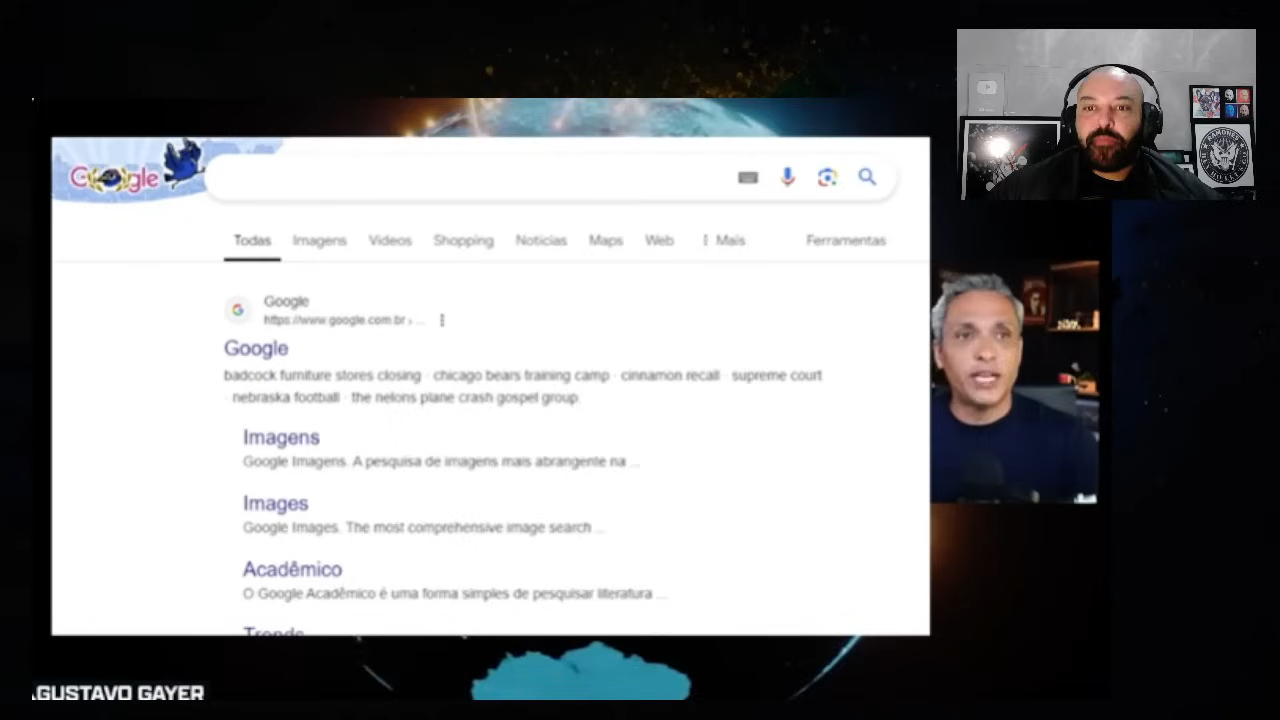 Google
Todas Imagens Vídeos Shopping Notícias Maps Web ⁝ Mais Ferramentas
Google
https://www.google.com.br › ...
Google
badcock furniture stores closing · chicago bears training camp · cinnamon recall · supreme court
· nebraska football · the nelons plane crash gospel group.
Imagens
Google Imagens. A pesquisa de imagens mais abrangente na ...
Images
Google Images. The most comprehensive image search ...
Acadêmico
O Google Acadêmico é uma forma simples de pesquisar literatura ...
Trends
RAMONES
GUSTAVO GAYER